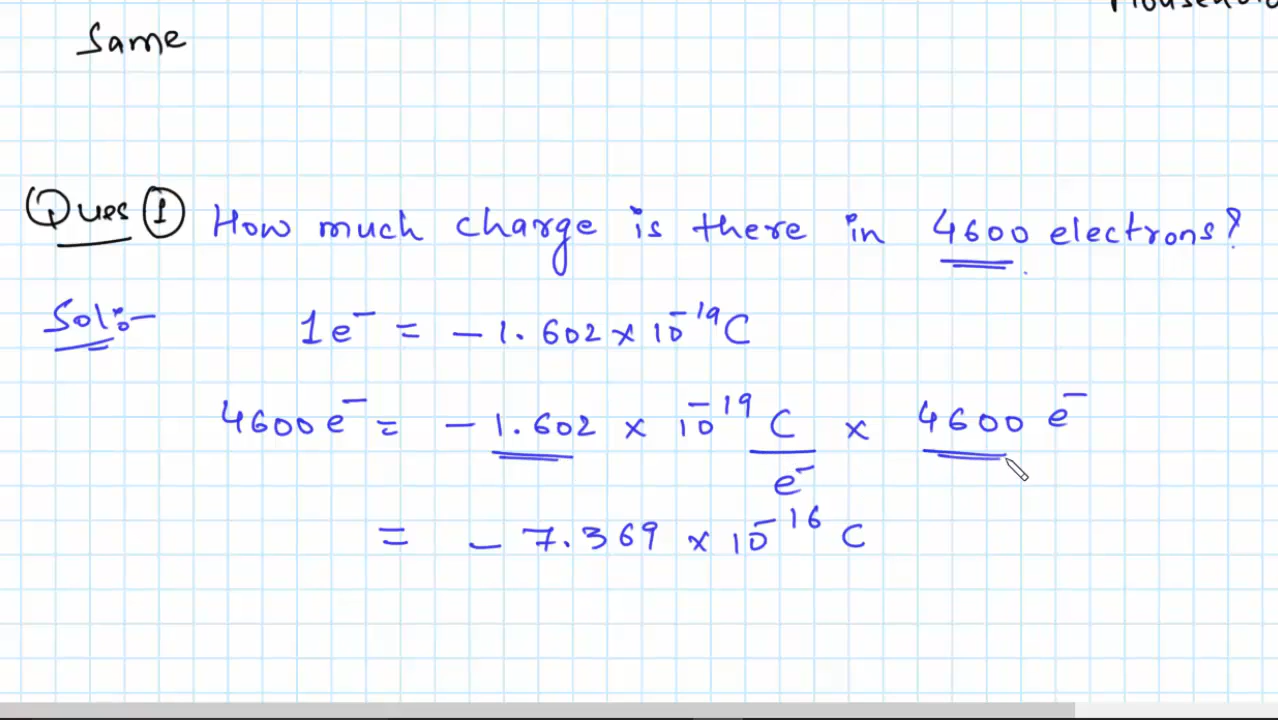 Same
Ques ① How much charge is there in 4600 electrons?
Sol:- 1e⁻ = -1.602 × 10⁻¹⁹ C
4600 e⁻ = -1.602 × 10⁻¹⁹ C/e⁻ × 4600 e⁻
= -7.369 × 10⁻¹⁶ C